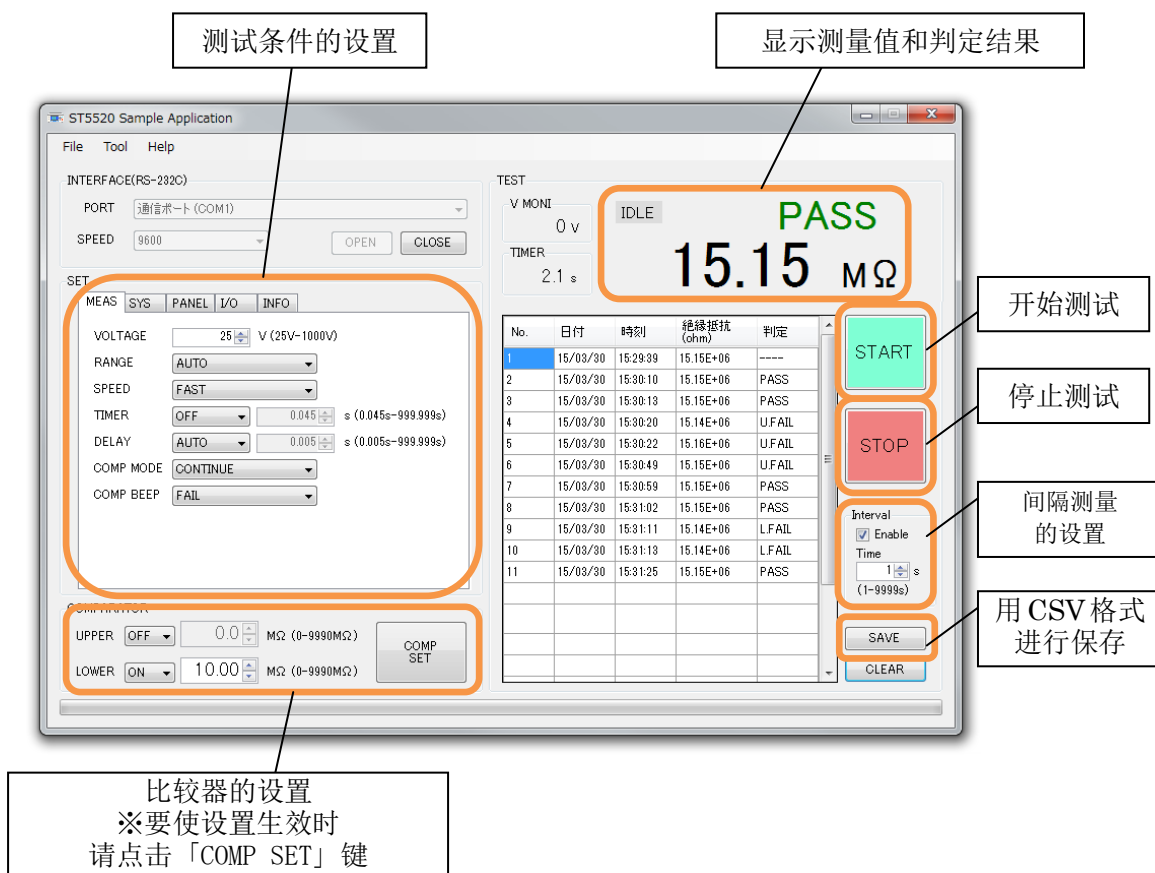 测试条件的设置
显示测量值和判定结果
ST5520 Sample Application
File Tool Help
INTERFACE(RS-232C)
PORT 通信ポート(COM1)
SPEED 9600 OPEN CLOSE
SET
MEAS SYS PANEL I/O INFO
VOLTAGE 25 V (25V-1000V)
RANGE AUTO
SPEED FAST
TIMER OFF 0.045 s (0.045s-999.999s)
DELAY AUTO 0.005 s (0.005s-999.999s)
COMP MODE CONTINUE
COMP BEEP FAIL
COMPARATOR
UPPER OFF 0.0 MΩ (0-9990MΩ)
LOWER ON 10.00 MΩ (0-9990MΩ)
COMP
SET
TEST
V MONI
0 v
TIMER
2.1 s
IDLE PASS
15.15 MΩ
No. 日付 時刻 絶縁抵抗(ohm) 判定
1 15/03/30 15:29:39 15.15E+06 ----
2 15/03/30 15:30:10 15.15E+06 PASS
3 15/03/30 15:30:13 15.15E+06 PASS
4 15/03/30 15:30:20 15.14E+06 U.FAIL
5 15/03/30 15:30:22 15.16E+06 U.FAIL
6 15/03/30 15:30:49 15.15E+06 U.FAIL
7 15/03/30 15:30:59 15.15E+06 PASS
8 15/03/30 15:31:02 15.15E+06 PASS
9 15/03/30 15:31:11 15.14E+06 L.FAIL
10 15/03/30 15:31:13 15.14E+06 L.FAIL
11 15/03/30 15:31:25 15.15E+06 PASS
START
STOP
Interval
Enable
Time
1 s
(1-9999s)
SAVE
CLEAR
开始测试
停止测试
间隔测量
的设置
用CSV格式
进行保存
比较器的设置
※要使设置生效时
请点击「COMP SET」键